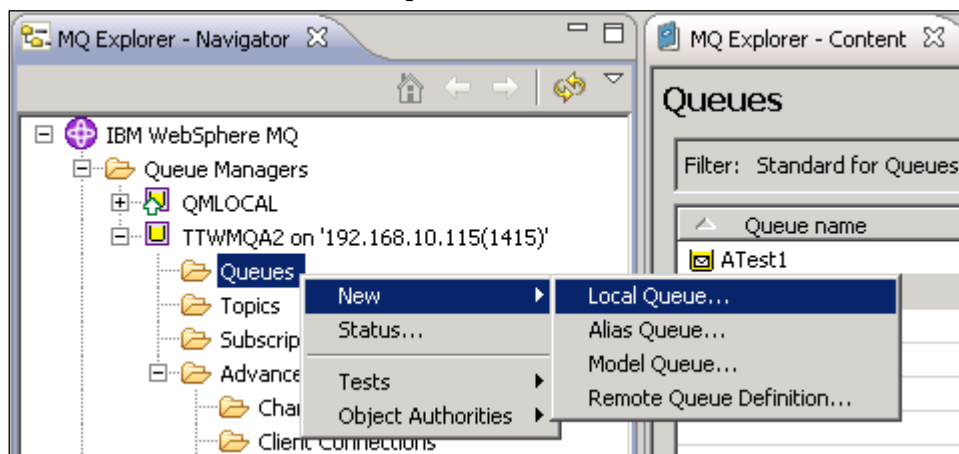 MQ Explorer - Navigator
IBM WebSphere MQ
Queue Managers
QMLOCAL
TTWMQA2 on '192.168.10.115(1415)'
Queues
Topics
Subscrip
Advance
Cha
Client Connections
New
Status...
Tests
Object Authorities
Local Queue...
Alias Queue...
Model Queue...
Remote Queue Definition...
MQ Explorer - Content
Queues
Filter: Standard for Queues
Queue name
ATest1